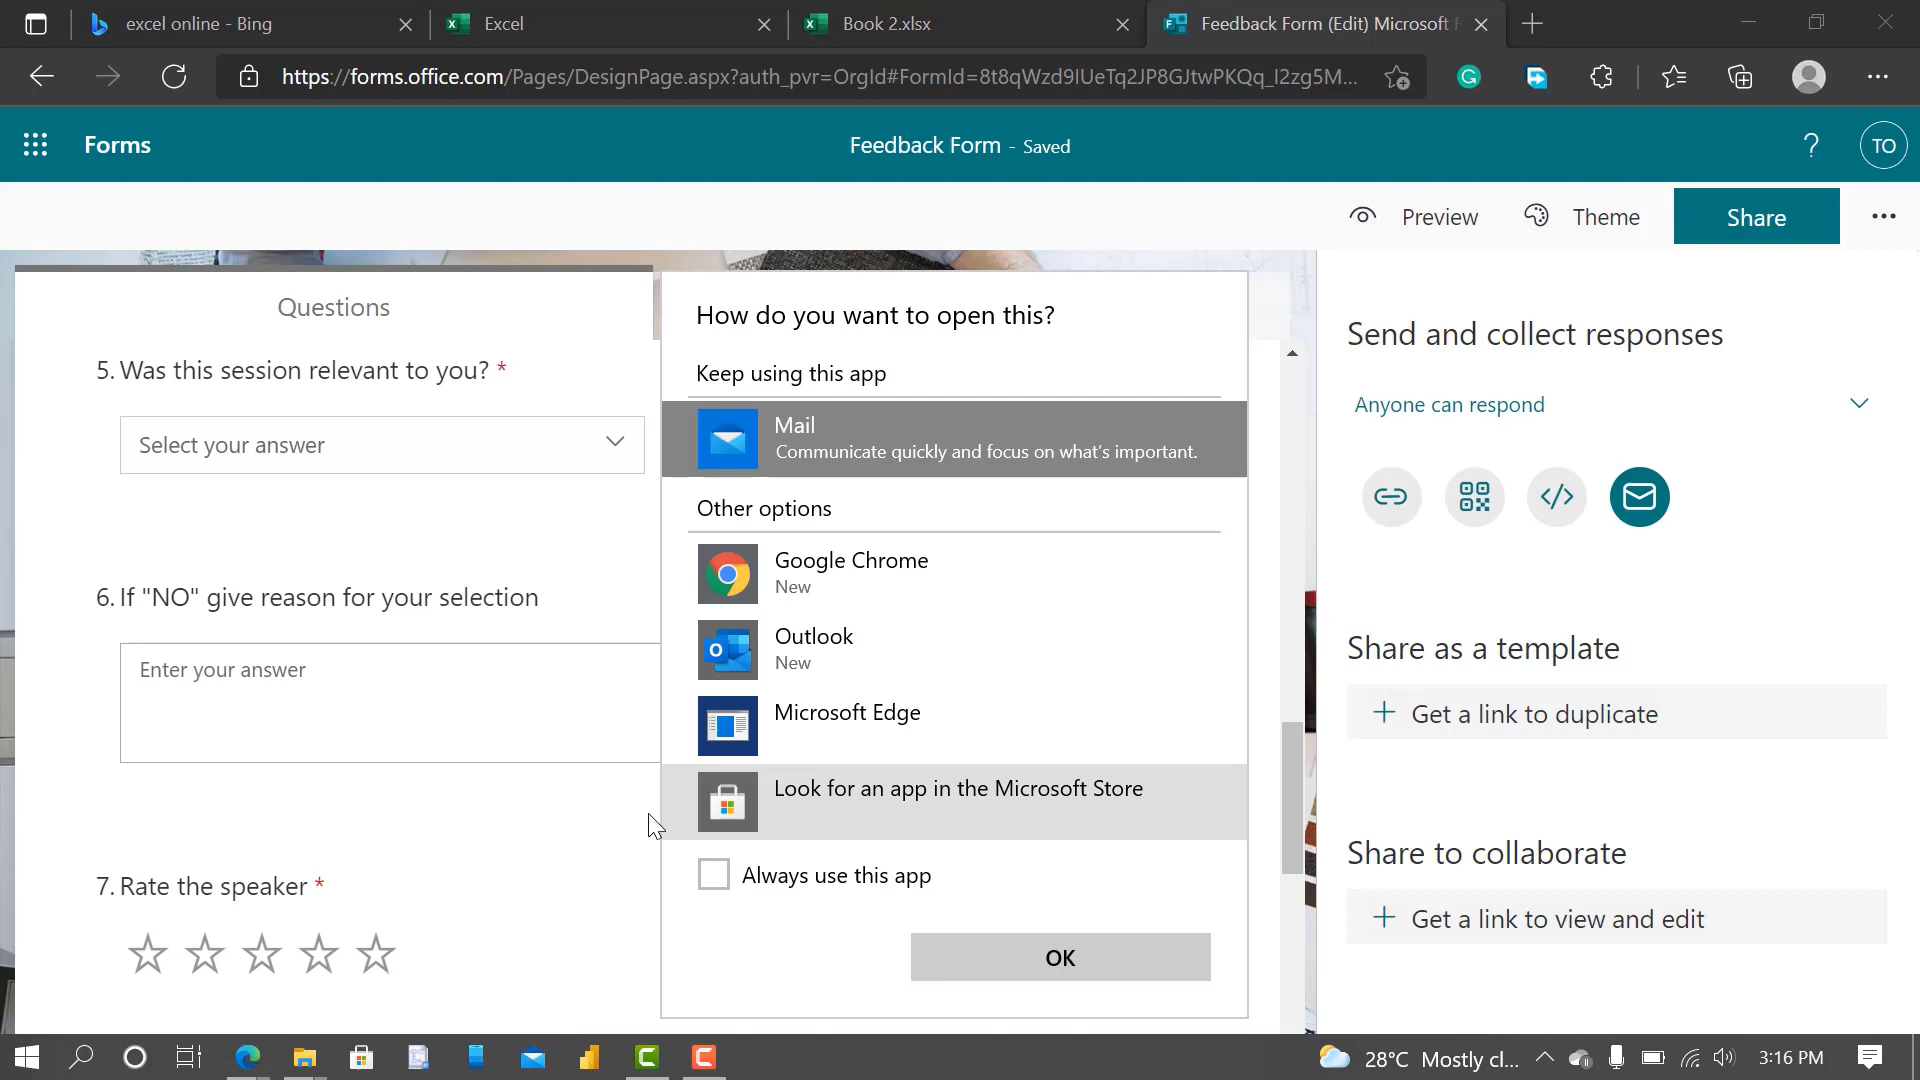 excel online - Bing
Excel
Book 2.xlsx
Feedback Form (Edit) Microsoft F
https://forms.office.com/Pages/DesignPage.aspx?auth_pvr=OrgId#FormId=8t8qWzd9IUeTq2JP8GJtwPKQq_I2zg5M...
Forms
Feedback Form - Saved
?
TO
Preview
Theme
Share
Questions
5. Was this session relevant to you? *
Select your answer
6. If "NO" give reason for your selection
Enter your answer
7. Rate the speaker *
How do you want to open this?
Keep using this app
Mail
Communicate quickly and focus on what's important.
Other options
Google Chrome
New
Outlook
New
Microsoft Edge
Look for an app in the Microsoft Store
Always use this app
OK
Send and collect responses
Anyone can respond
Share as a template
+ Get a link to duplicate
Share to collaborate
+ Get a link to view and edit
28°C Mostly cl...
3:16 PM